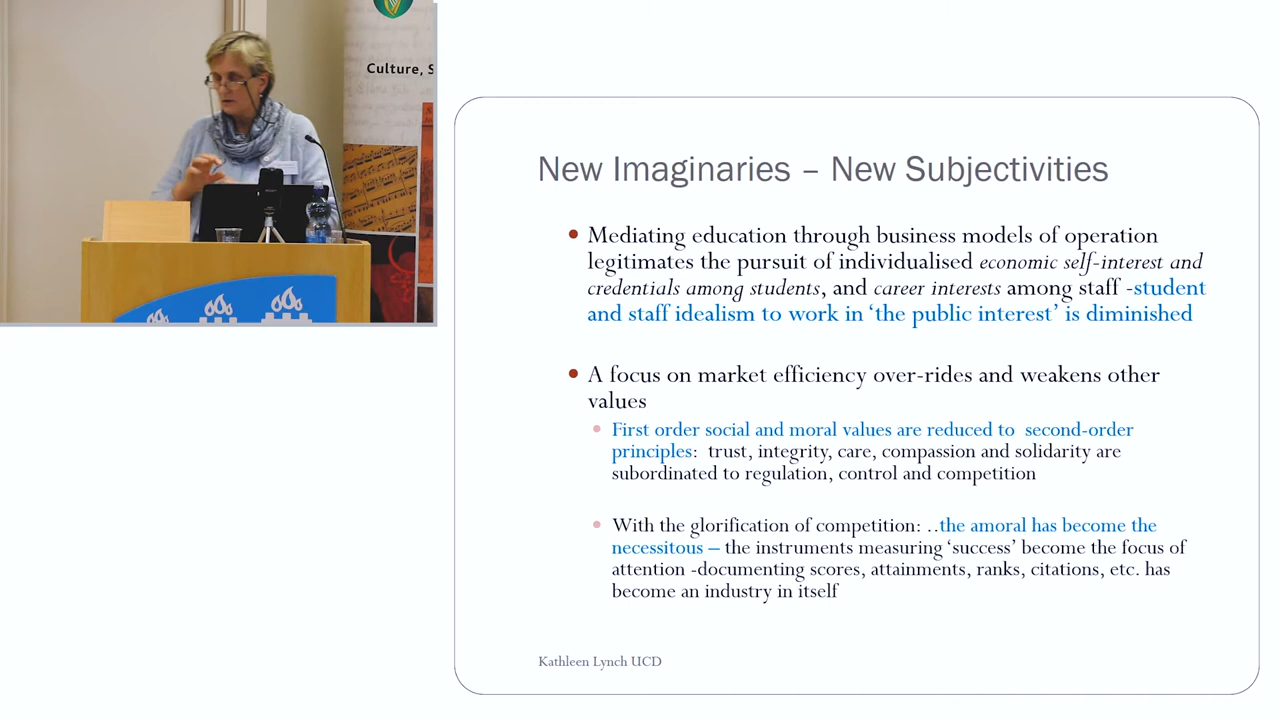 Culture, S
New Imaginaries – New Subjectivities
Mediating education through business models of operation
legitimates the pursuit of individualised economic self-interest and
credentials among students, and career interests among staff -student
and staff idealism to work in ‘the public interest’ is diminished
A focus on market efficiency over-rides and weakens other
values
First order social and moral values are reduced to  second-order
principles:  trust, integrity, care, compassion and solidarity are
subordinated to regulation, control and competition
With the glorification of competition: ..the amoral has become the
necessitous – the instruments measuring ‘success’ become the focus of
attention -documenting scores, attainments, ranks, citations, etc. has
become an industry in itself
Kathleen Lynch UCD